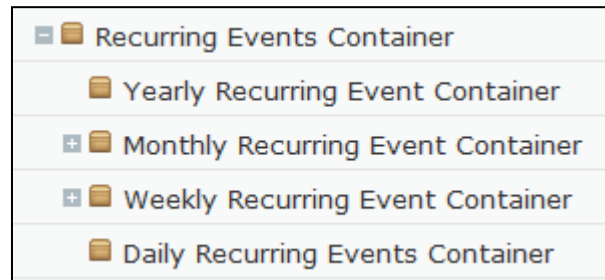 Recurring Events Container
Yearly Recurring Event Container
Monthly Recurring Event Container
Weekly Recurring Event Container
Daily Recurring Events Container